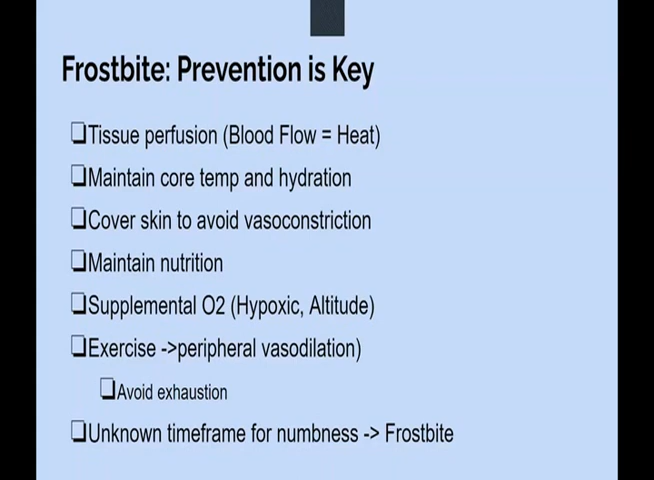 Frostbite: Prevention is Key
❑Tissue perfusion (Blood Flow = Heat)
❑Maintain core temp and hydration
❑Cover skin to avoid vasoconstriction
❑Maintain nutrition
❑Supplemental O2 (Hypoxic, Altitude)
❑Exercise ->peripheral vasodilation)
❑Avoid exhaustion
❑Unknown timeframe for numbness -> Frostbite